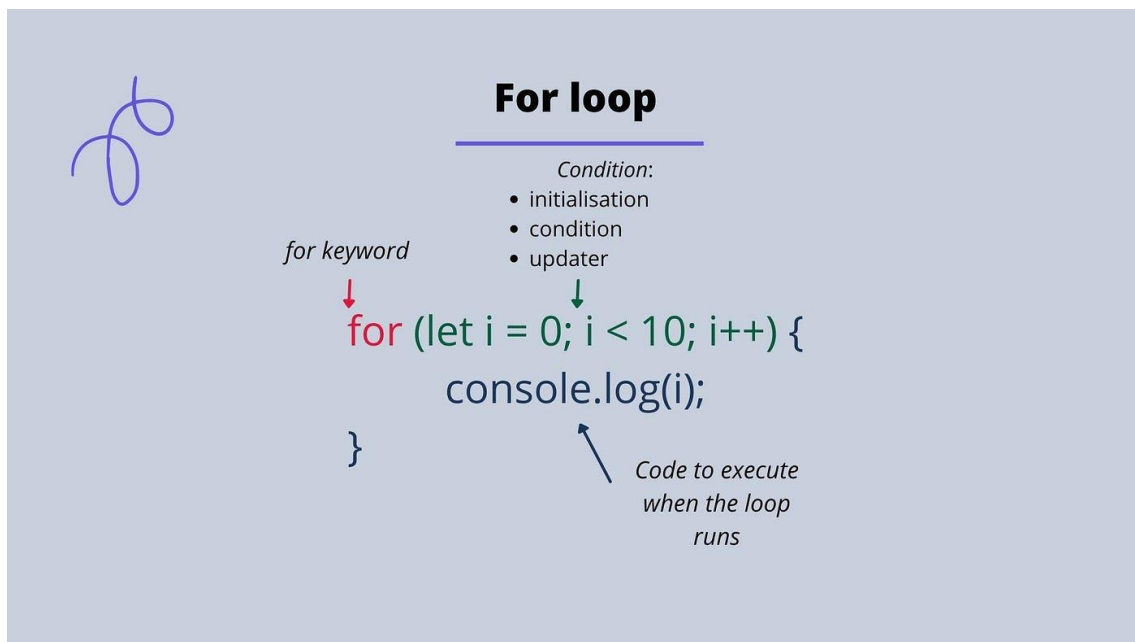 For loop
Condition:
• initialisation
• condition
• updater
for keyword
for (let i = 0; i < 10; i++) {
console.log(i);
}
Code to execute
when the loop
runs